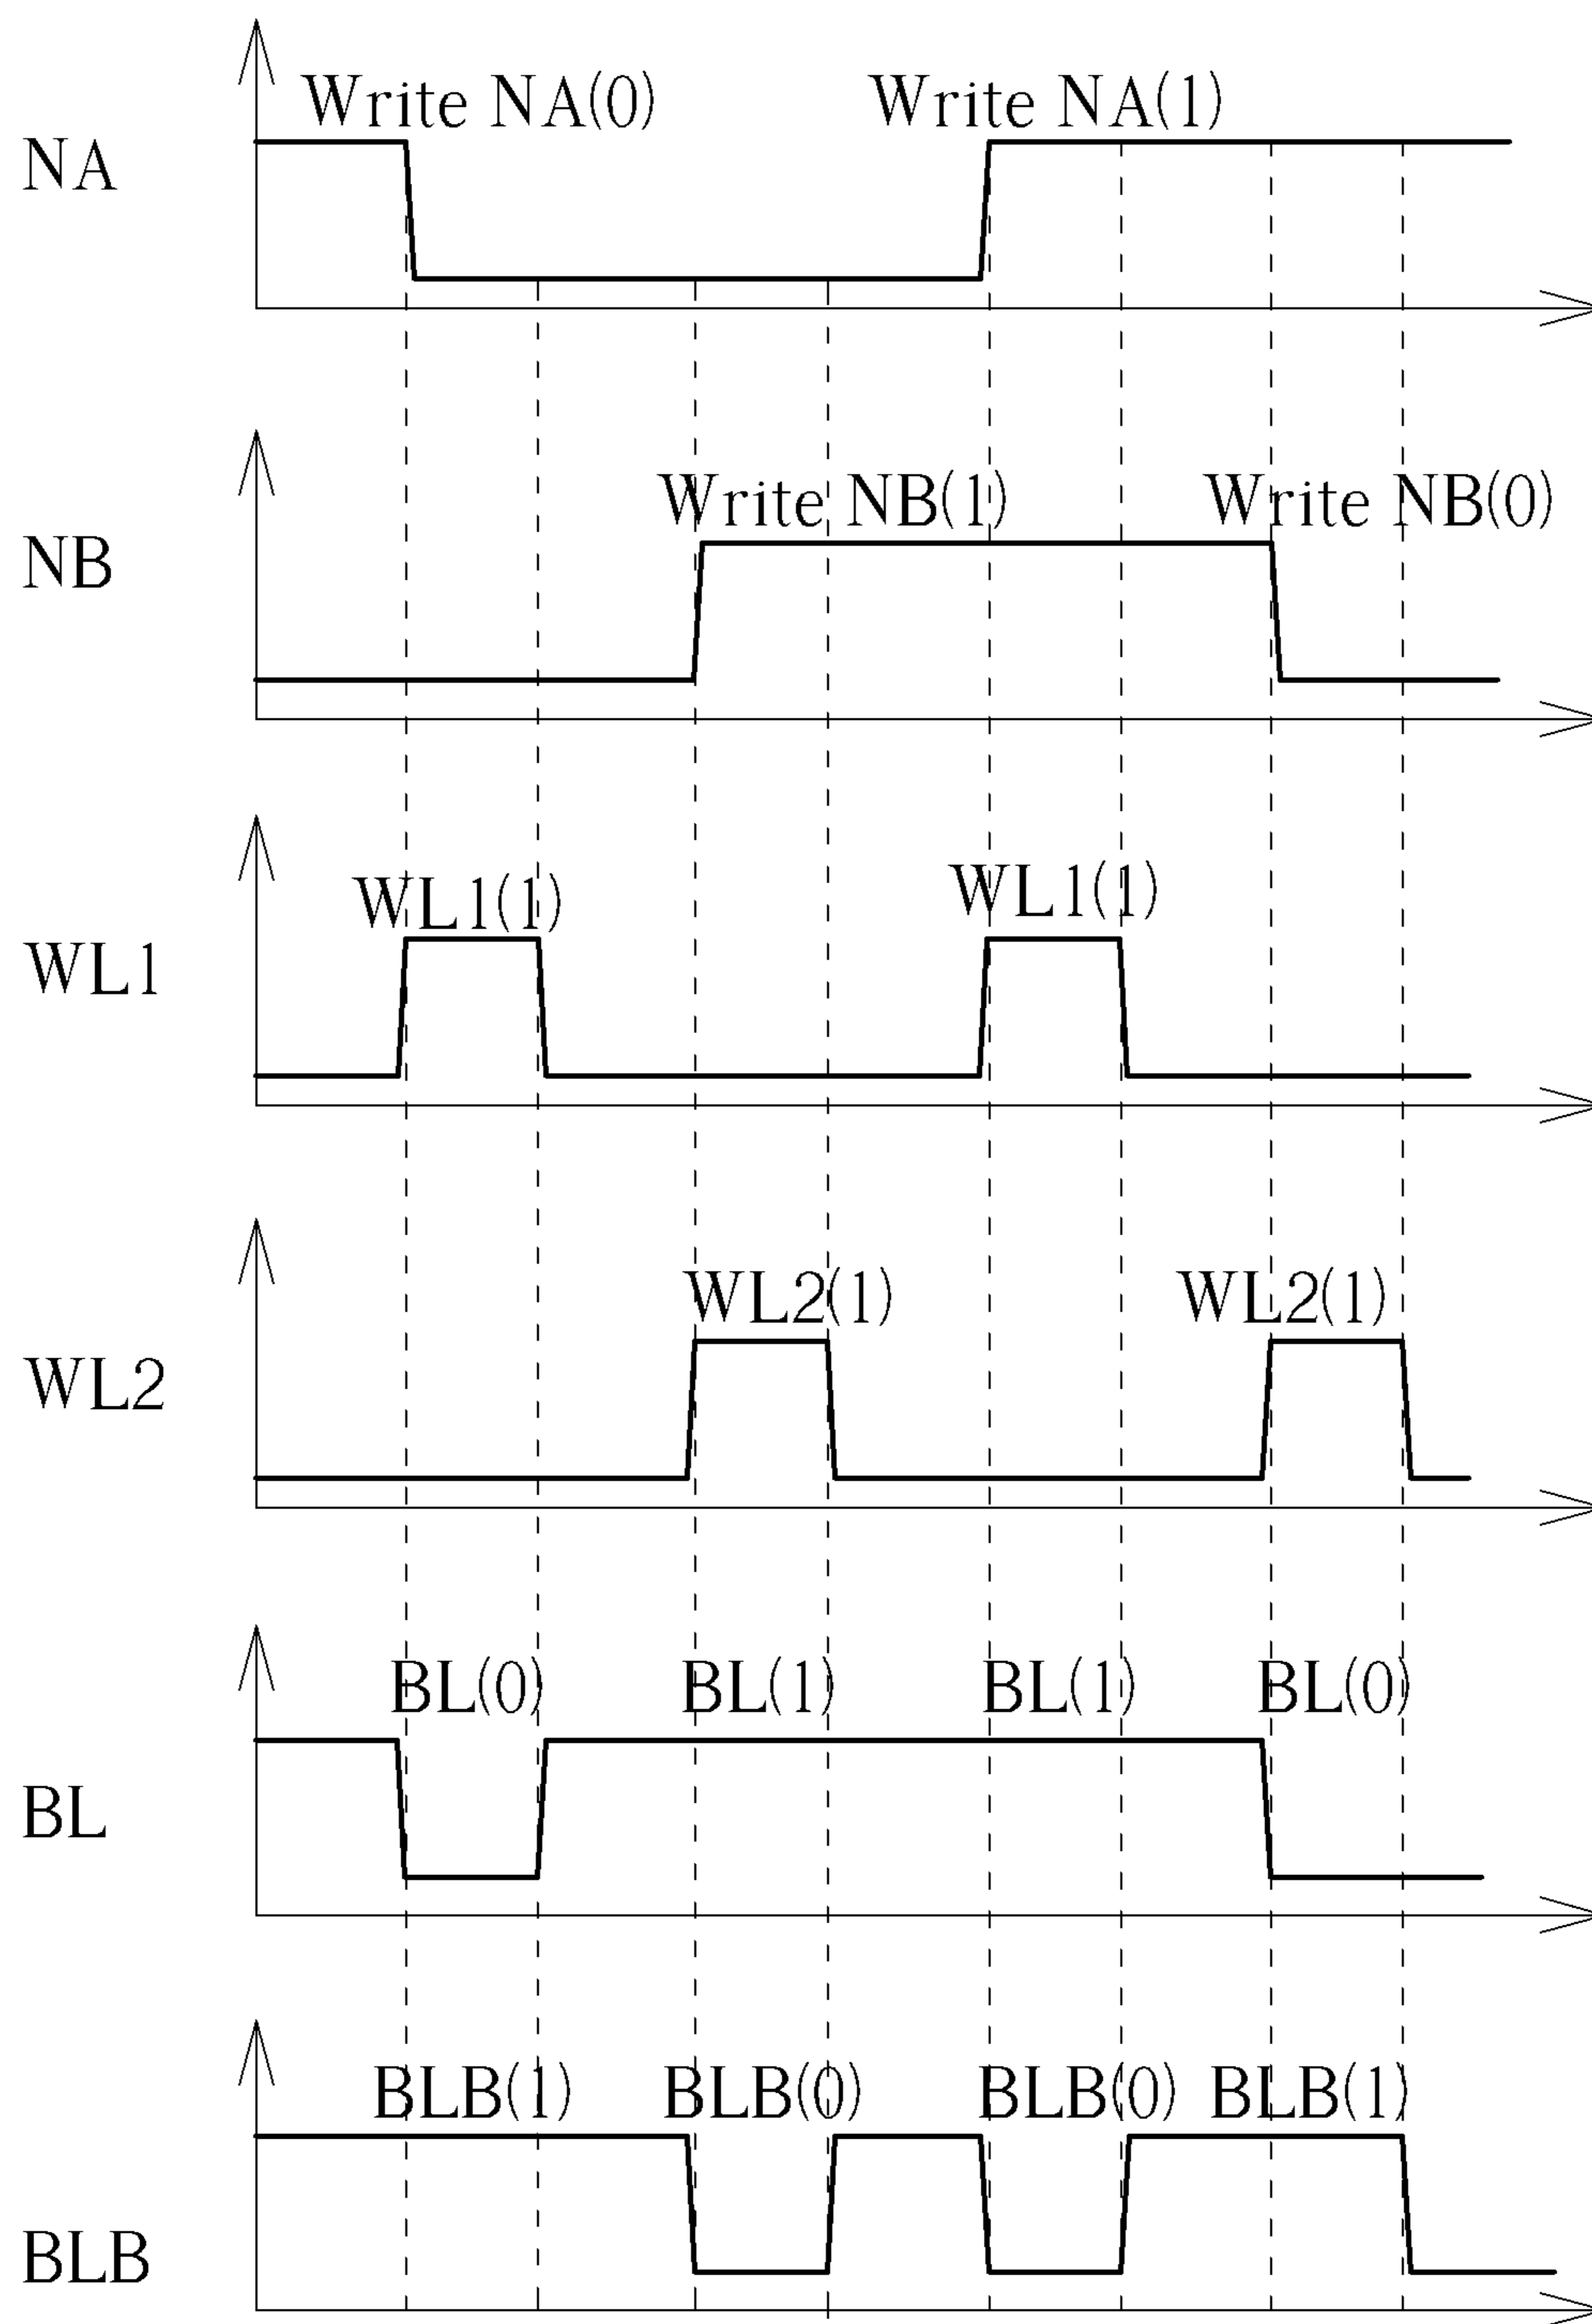 Write NA(0) Write NA(1)
NA
Write NB(1) Write NB(0)
NB
WL1(1) WL1(1)
WL1
WL2(1) WL2(1)
WL2
BL(0) BL(1) BL(1) BL(0)
BL
BLB(1) BLB(0) BLB(0) BLB(1)
BLB